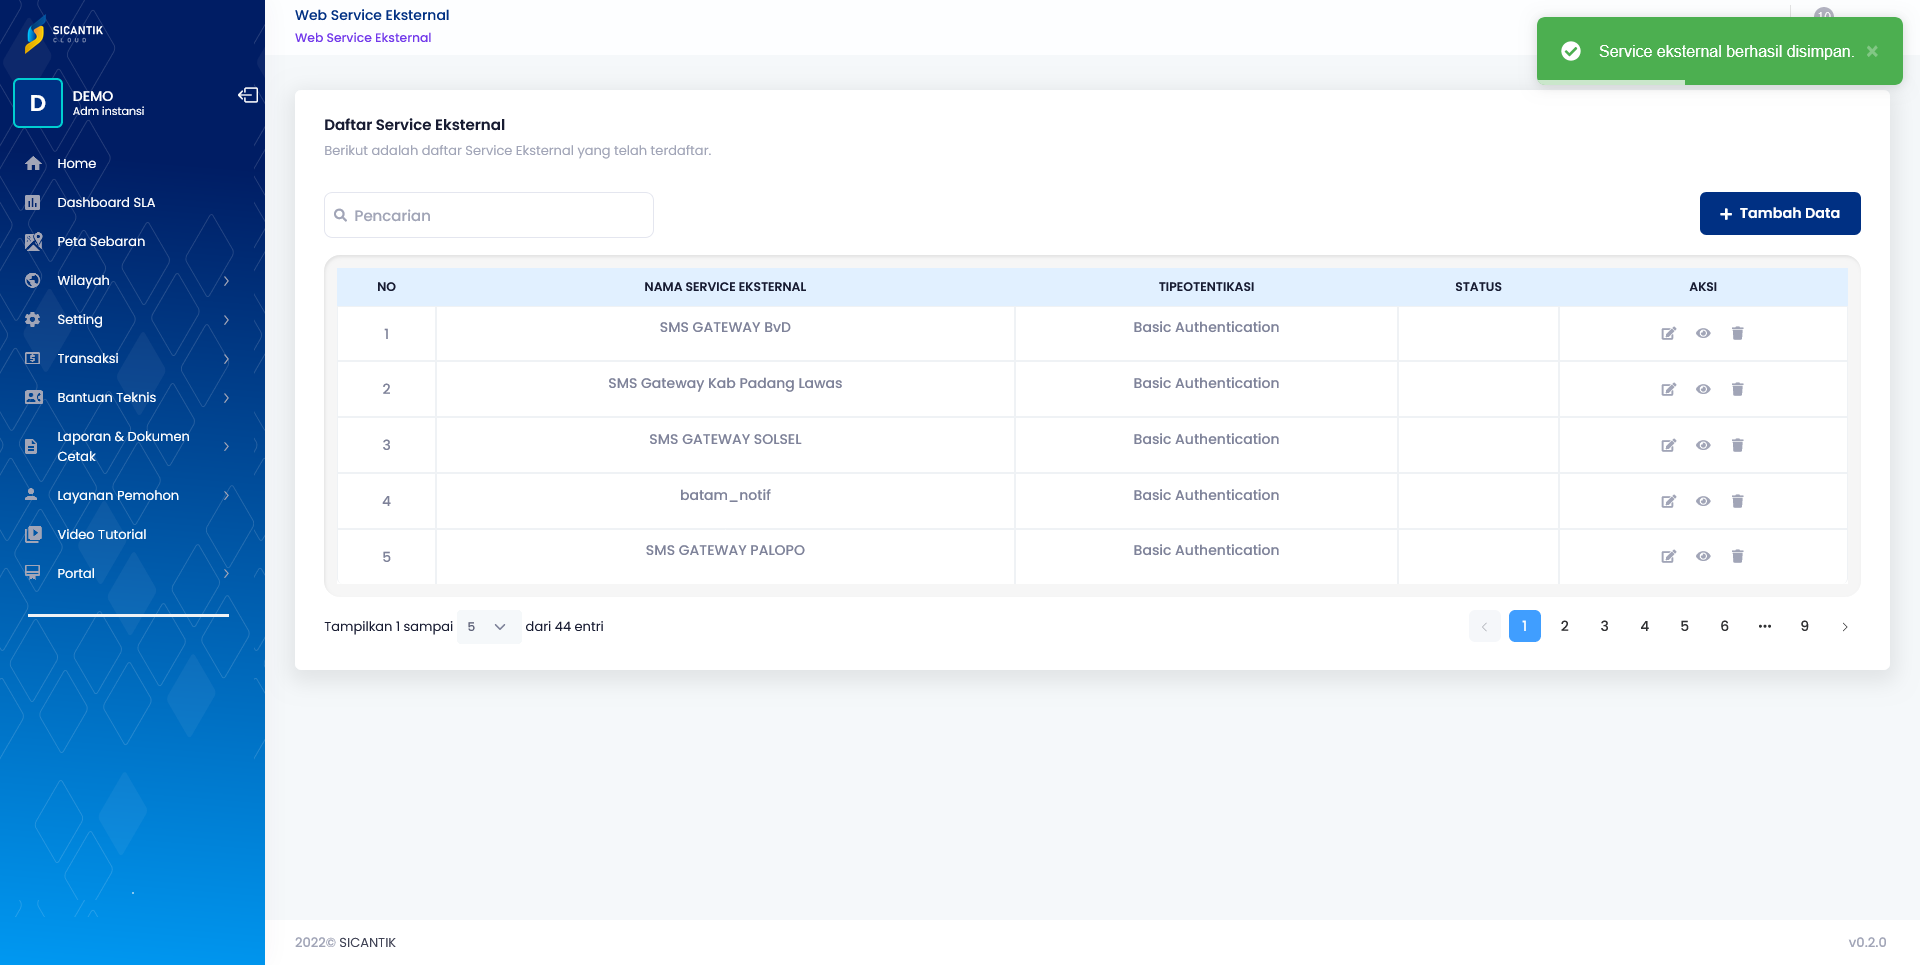 SICANTIK
CLOUD
D
DEMO
Adm instansi
Home
Dashboard SLA
Peta Sebaran
Wilayah
Setting
Transaksi
Bantuan Teknis
Laporan & Dokumen
Cetak
Layanan Pemohon
Video Tutorial
Portal
Web Service Eksternal
Web Service Eksternal
Service eksternal berhasil disimpan. ×
Daftar Service Eksternal
Berikut adalah daftar Service Eksternal yang telah terdaftar.
Pencarian
+ Tambah Data
NO NAMA SERVICE EKSTERNAL TIPEOTENTIKASI STATUS AKSI
1 SMS GATEWAY BvD Basic Authentication
2 SMS Gateway Kab Padang Lawas Basic Authentication
3 SMS GATEWAY SOLSEL Basic Authentication
4 batam_notif Basic Authentication
5 SMS GATEWAY PALOPO Basic Authentication
Tampilkan 1 sampai 5 dari 44 entri
1 2 3 4 5 6 ••• 9
2022© SICANTIK
v0.2.0